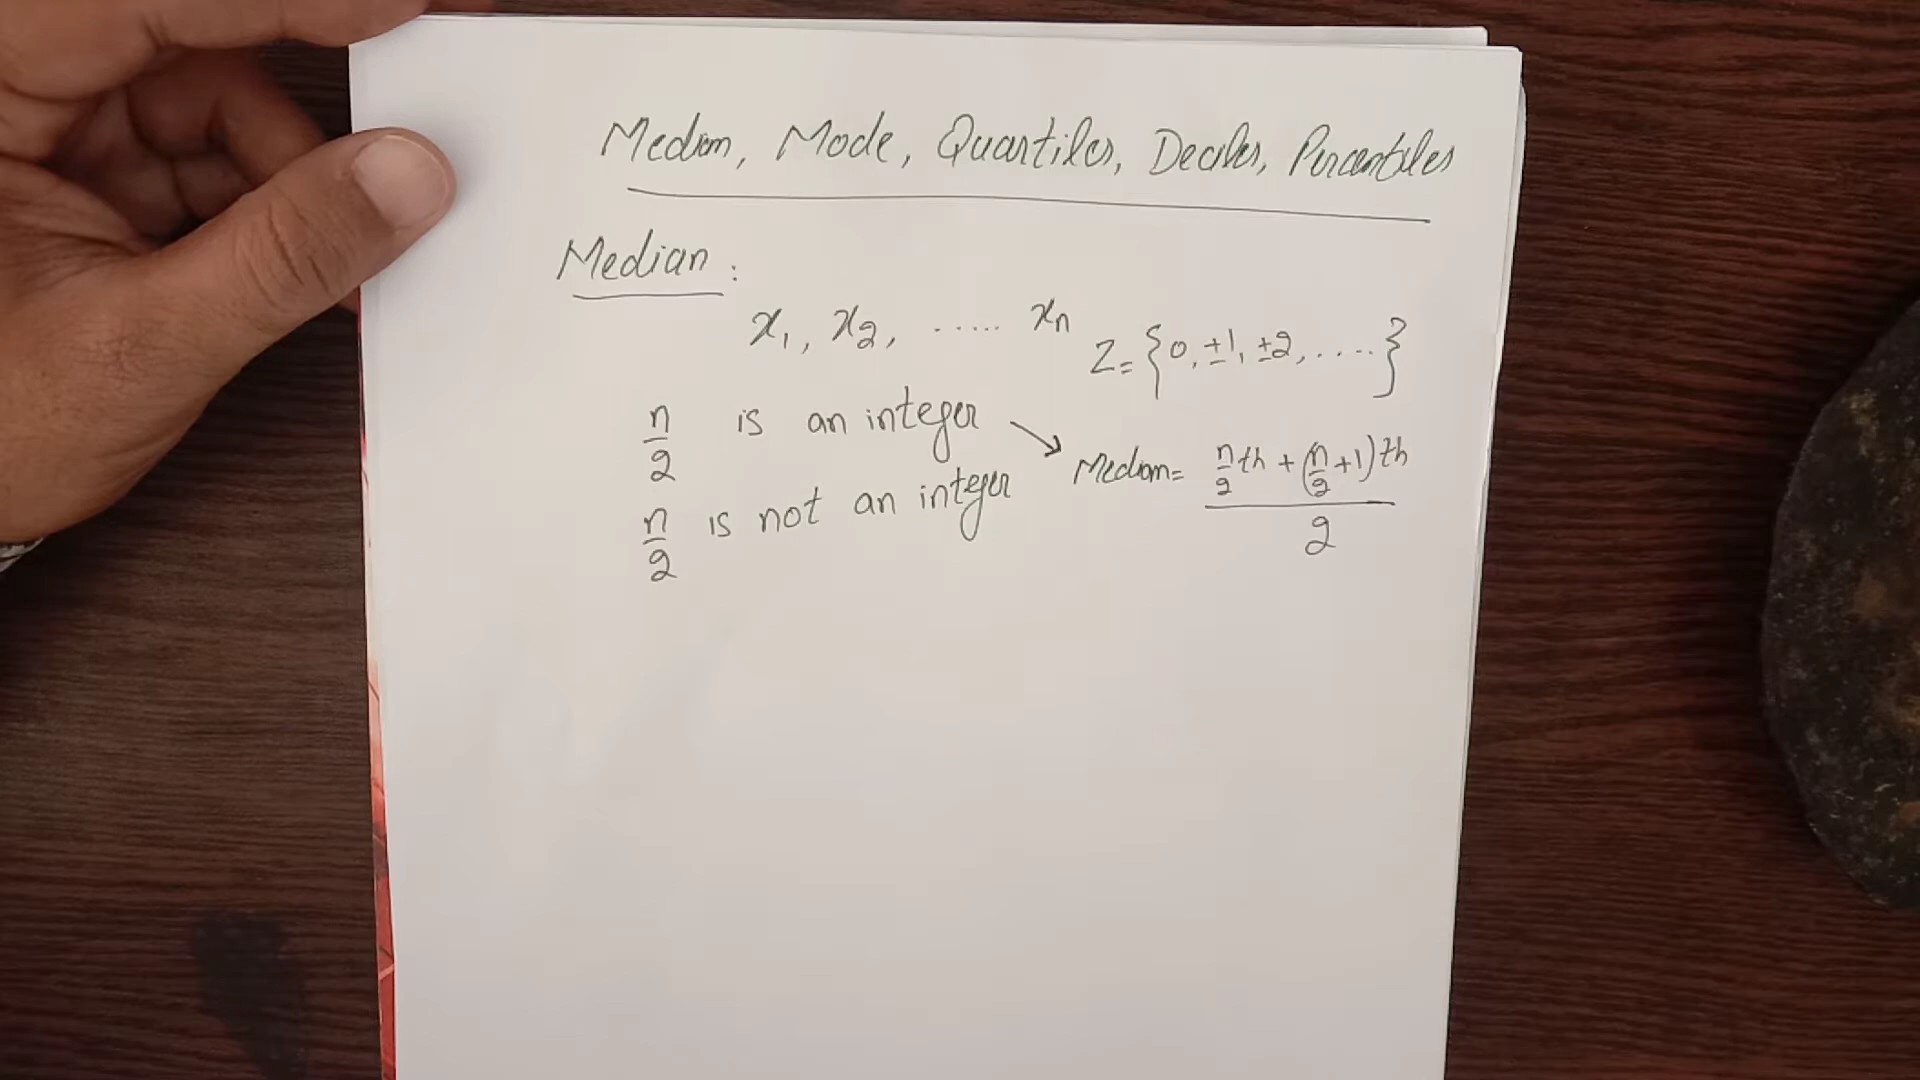 Median, Mode, Quartiles, Deciles, Percentiles
Median :
x₁, x₂, ...... xₙ
Z = {0, ±1, ±2, ....}
n/2 is an integer
Median = (n/2 th + (n/2 + 1) th) / 2
n/2 is not an integer